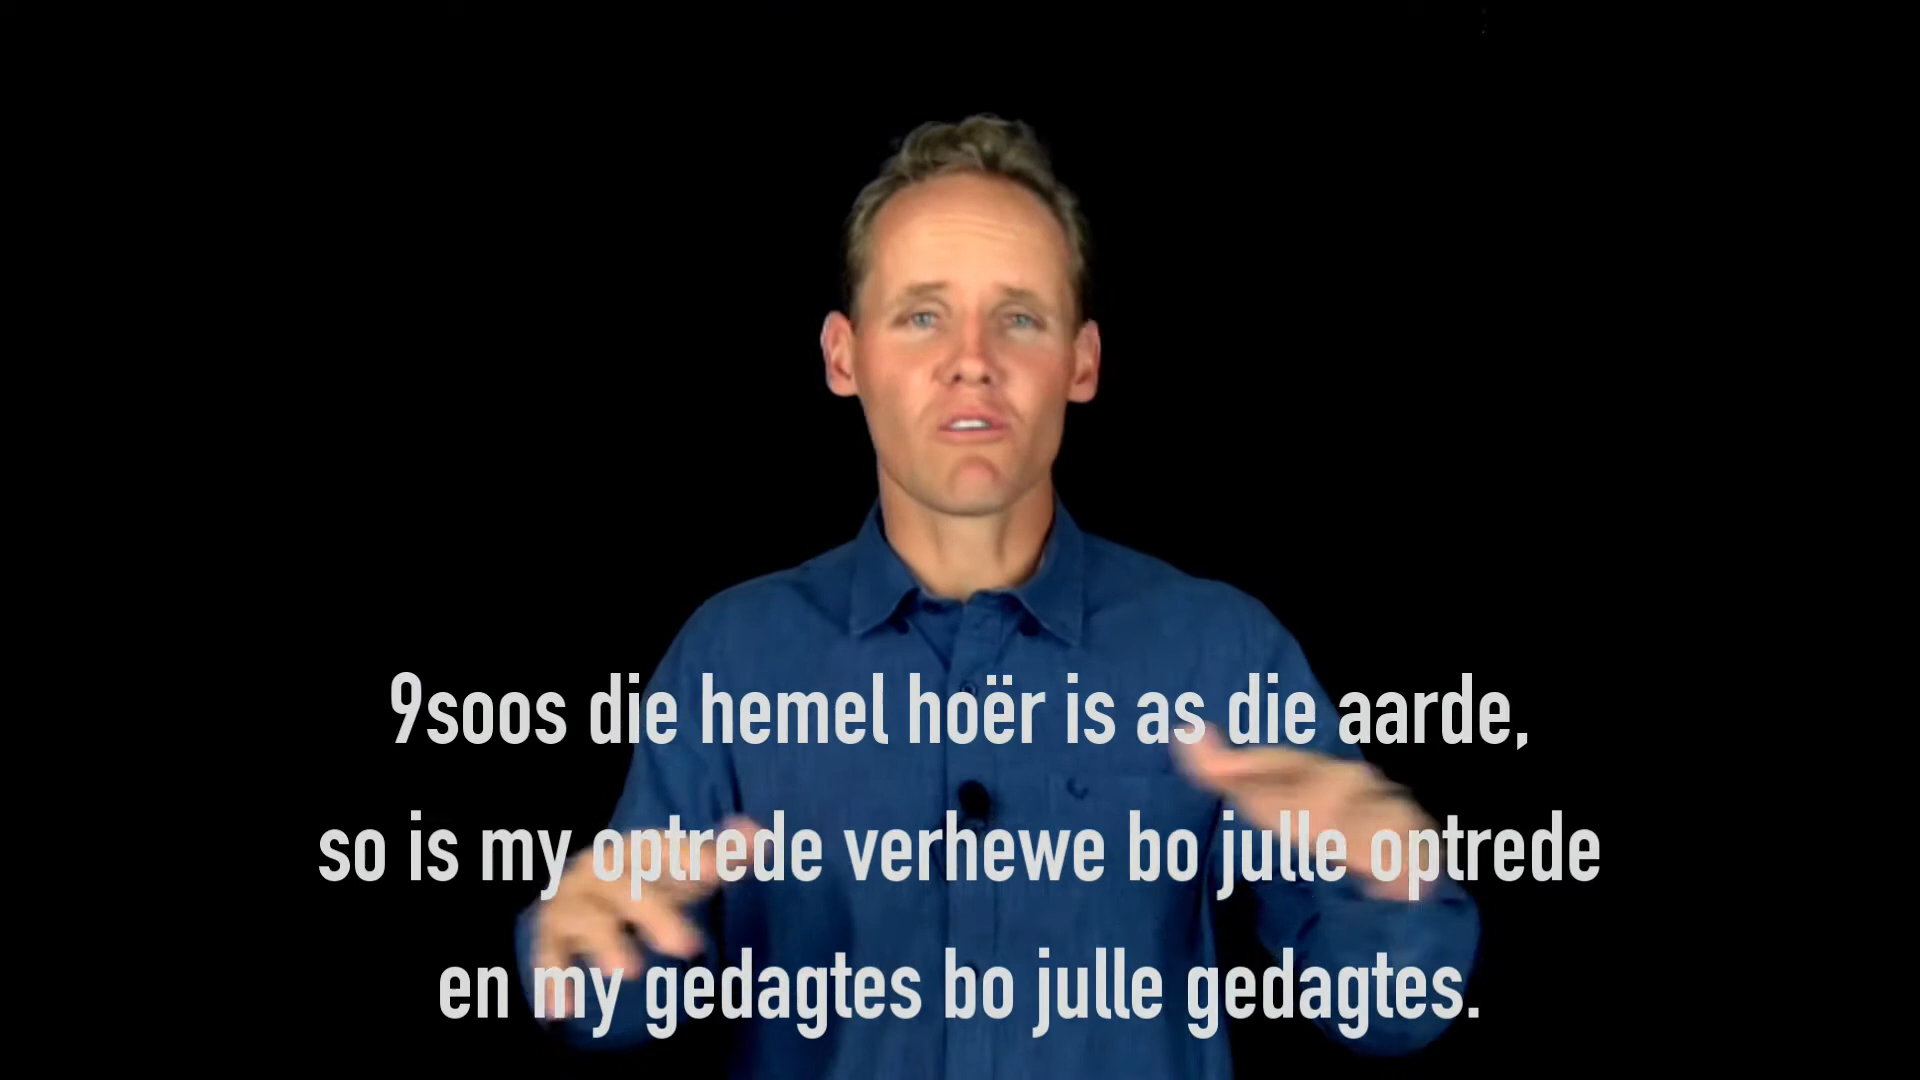 9soos die hemel hoër is as die aarde,
so is my optrede verhewe bo julle optrede
en my gedagtes bo julle gedagtes.